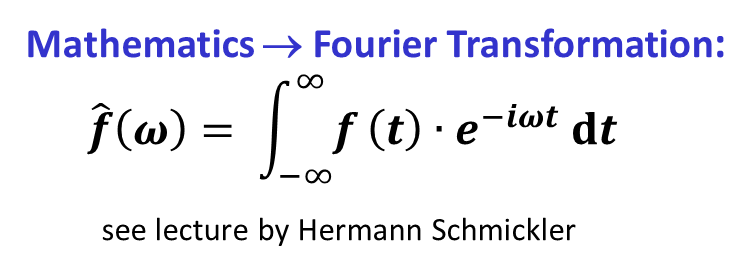 Mathematics → Fourier Transformation:
f̂(ω) = ∫_{−∞}^{∞} f (t) · e^{−iωt} dt
see lecture by Hermann Schmickler